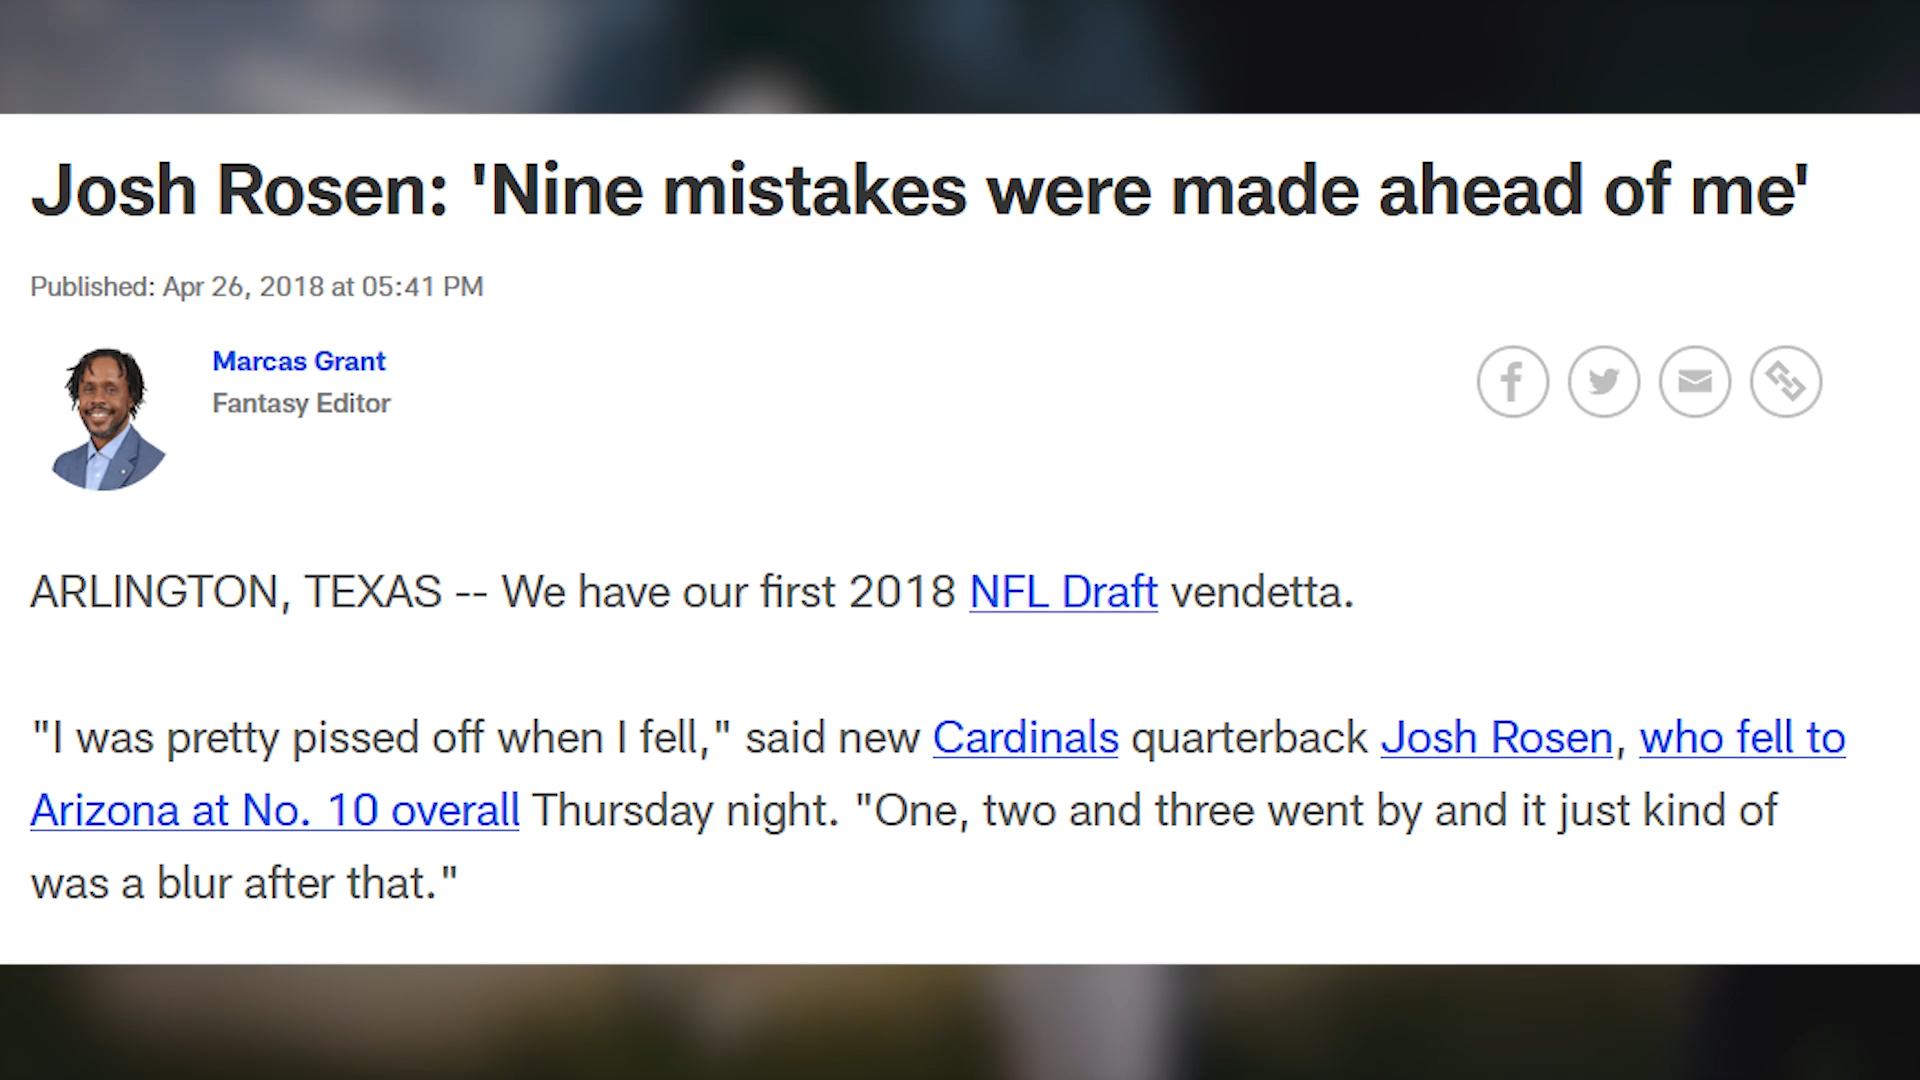 Josh Rosen: 'Nine mistakes were made ahead of me'
Published: Apr 26, 2018 at 05:41 PM
Marcas Grant
Fantasy Editor
ARLINGTON, TEXAS -- We have our first 2018 NFL Draft vendetta.
"I was pretty pissed off when I fell," said new Cardinals quarterback Josh Rosen, who fell to
Arizona at No. 10 overall Thursday night. "One, two and three went by and it just kind of
was a blur after that."